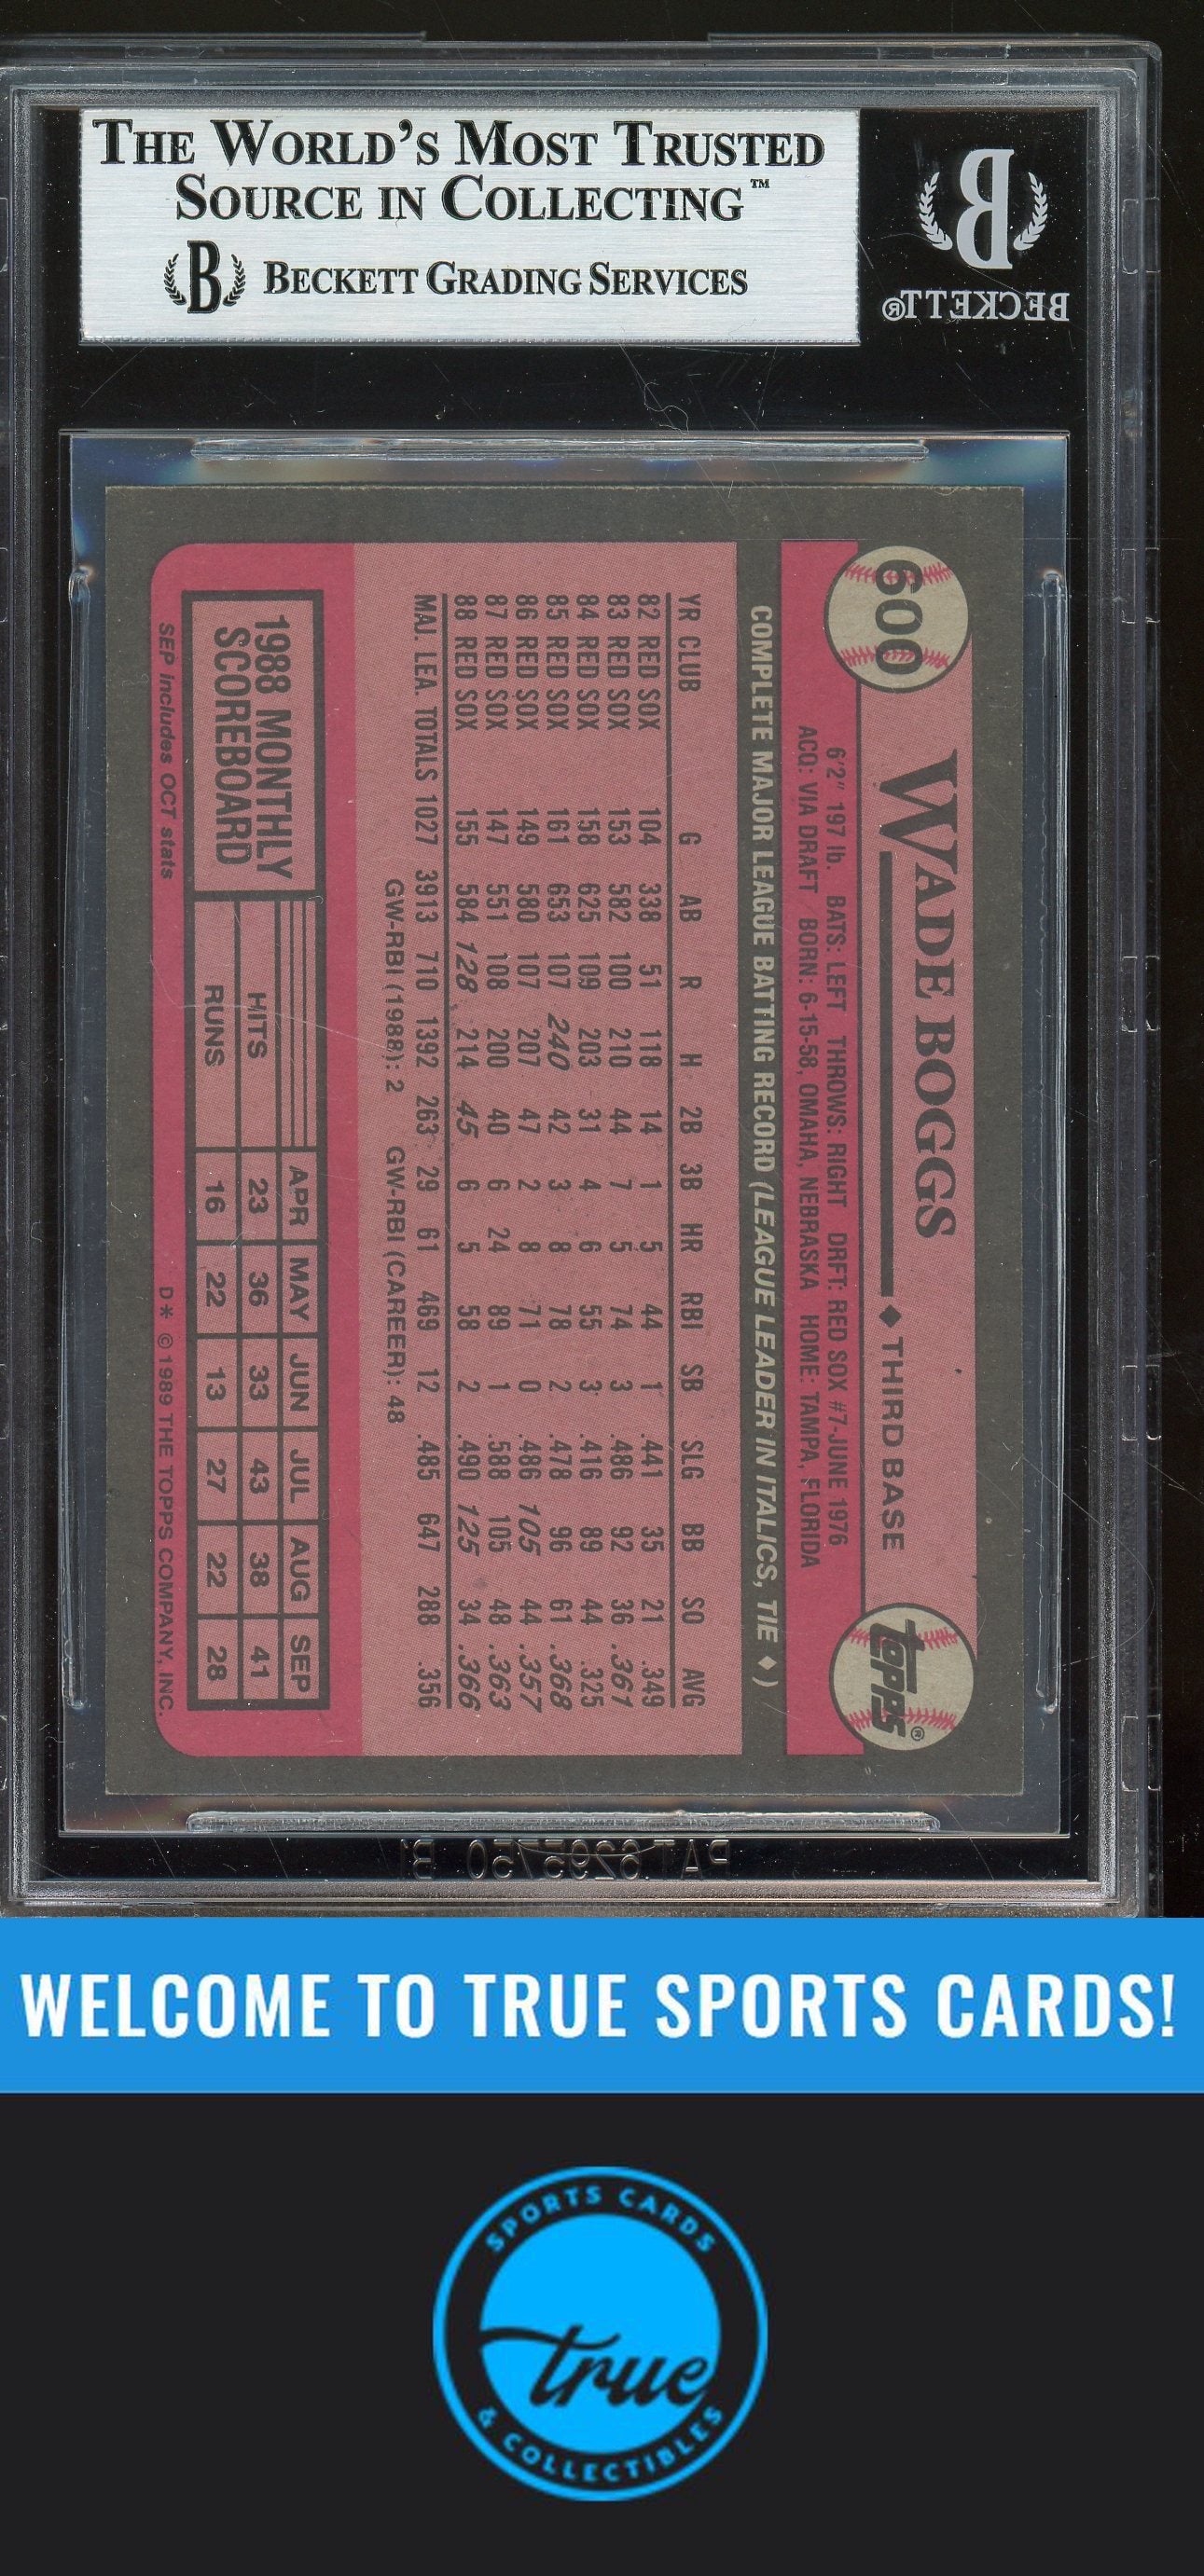 THE WORLD'S MOST TRUSTED
SOURCE IN COLLECTING™
B BECKETT GRADING SERVICES
B
BECKETT®
600
WADE BOGGS
♦ THIRD BASE
topps®
6'2" 197 lb. BATS: LEFT THROWS: RIGHT DRFT: RED SOX #7-JUNE 1976
ACQ: VIA DRAFT BORN: 6-15-58, OMAHA, NEBRASKA HOME: TAMPA, FLORIDA
COMPLETE MAJOR LEAGUE BATTING RECORD (LEAGUE LEADER IN ITALICS, TIE ♦)
YR CLUB G AB R H 2B 3B HR RBI SB SLG BB SO AVG
82 RED SOX 104 338 51 118 14 1 5 44 1 .441 35 21 .349
83 RED SOX 153 582 100 210 44 7 5 74 3 .486 92 36 .361
84 RED SOX 158 625 109 203 31 4 6 55 3 .416 89 44 .325
85 RED SOX 161 653 107 240 42 3 8 78 2 .478 96 61 .368
86 RED SOX 149 580 107 207 47 2 8 71 0 .486 105 44 .357
87 RED SOX 147 551 108 200 40 6 24 89 1 .588 105 48 .363
88 RED SOX 155 584 128 214 45 6 5 58 2 .490 125 34 .366
MAJ. LEA. TOTALS 1027 3913 710 1392 263 29 61 469 12 .485 647 288 .356
GW-RBI (1988): 2 GW-RBI (CAREER): 48
1988 MONTHLY
SCOREBOARD
APR MAY JUN JUL AUG SEP
HITS 23 36 33 43 38 41
RUNS 16 22 13 27 22 28
SEP includes OCT stats
D* © 1989 THE TOPPS COMPANY, INC.
PAT. 6295750 B1
WELCOME TO TRUE SPORTS CARDS!
SPORTS CARDS
true
& COLLECTIBLES